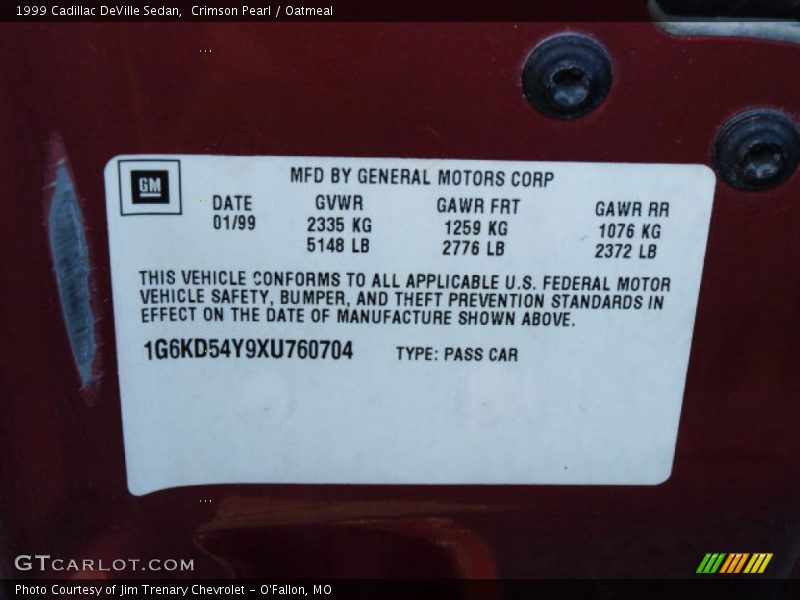 1999 Cadillac DeVille Sedan,  Crimson Pearl / Oatmeal
GM
MFD BY GENERAL MOTORS CORP
DATE GVWR GAWR FRT GAWR RR
01/99 2335 KG 1259 KG 1076 KG
5148 LB 2776 LB 2372 LB
THIS VEHICLE CONFORMS TO ALL APPLICABLE U.S. FEDERAL MOTOR
VEHICLE SAFETY, BUMPER, AND THEFT PREVENTION STANDARDS IN
EFFECT ON THE DATE OF MANUFACTURE SHOWN ABOVE.
1G6KD54Y9XU760704 TYPE: PASS CAR
GTCARLOT.COM
Photo Courtesy of Jim Trenary Chevrolet - O'Fallon, MO